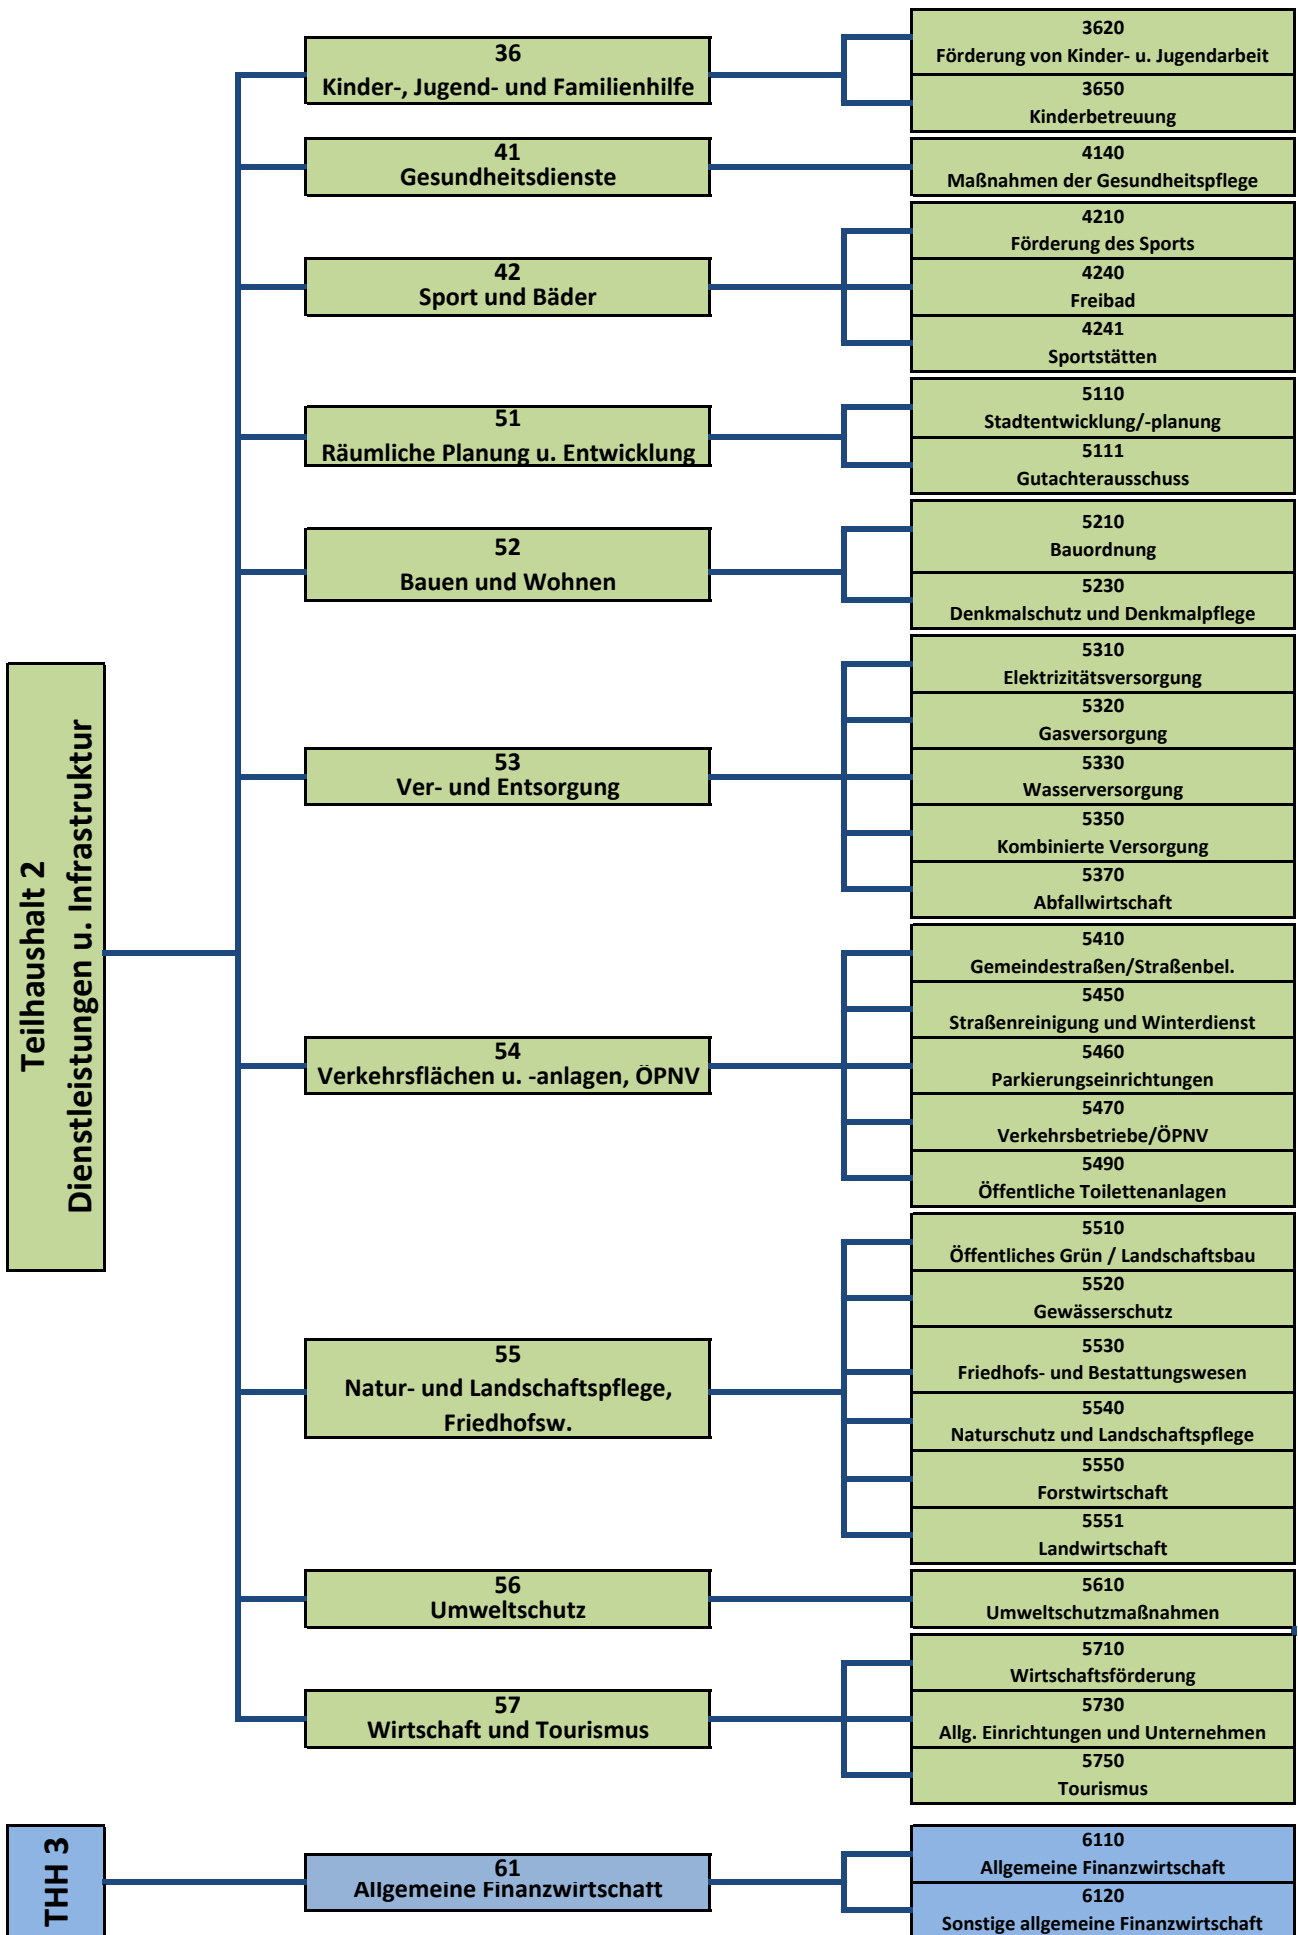 Teilhaushalt 2
Dienstleistungen u. Infrastruktur
36
Kinder-, Jugend- und Familienhilfe
3620
Förderung von Kinder- u. Jugendarbeit
3650
Kinderbetreuung
41
Gesundheitsdienste
4140
Maßnahmen der Gesundheitspflege
42
Sport und Bäder
4210
Förderung des Sports
4240
Freibad
4241
Sportstätten
51
Räumliche Planung u. Entwicklung
5110
Stadtentwicklung/-planung
5111
Gutachterausschuss
52
Bauen und Wohnen
5210
Bauordnung
5230
Denkmalschutz und Denkmalpflege
53
Ver- und Entsorgung
5310
Elektrizitätsversorgung
5320
Gasversorgung
5330
Wasserversorgung
5350
Kombinierte Versorgung
5370
Abfallwirtschaft
54
Verkehrsflächen u. -anlagen, ÖPNV
5410
Gemeindestraßen/Straßenbel.
5450
Straßenreinigung und Winterdienst
5460
Parkierungseinrichtungen
5470
Verkehrsbetriebe/ÖPNV
5490
Öffentliche Toilettenanlagen
55
Natur- und Landschaftspflege,
Friedhofsw.
5510
Öffentliches Grün / Landschaftsbau
5520
Gewässerschutz
5530
Friedhofs- und Bestattungswesen
5540
Naturschutz und Landschaftspflege
5550
Forstwirtschaft
5551
Landwirtschaft
56
Umweltschutz
5610
Umweltschutzmaßnahmen
57
Wirtschaft und Tourismus
5710
Wirtschaftsförderung
5730
Allg. Einrichtungen und Unternehmen
5750
Tourismus
THH 3
61
Allgemeine Finanzwirtschaft
6110
Allgemeine Finanzwirtschaft
6120
Sonstige allgemeine Finanzwirtschaft